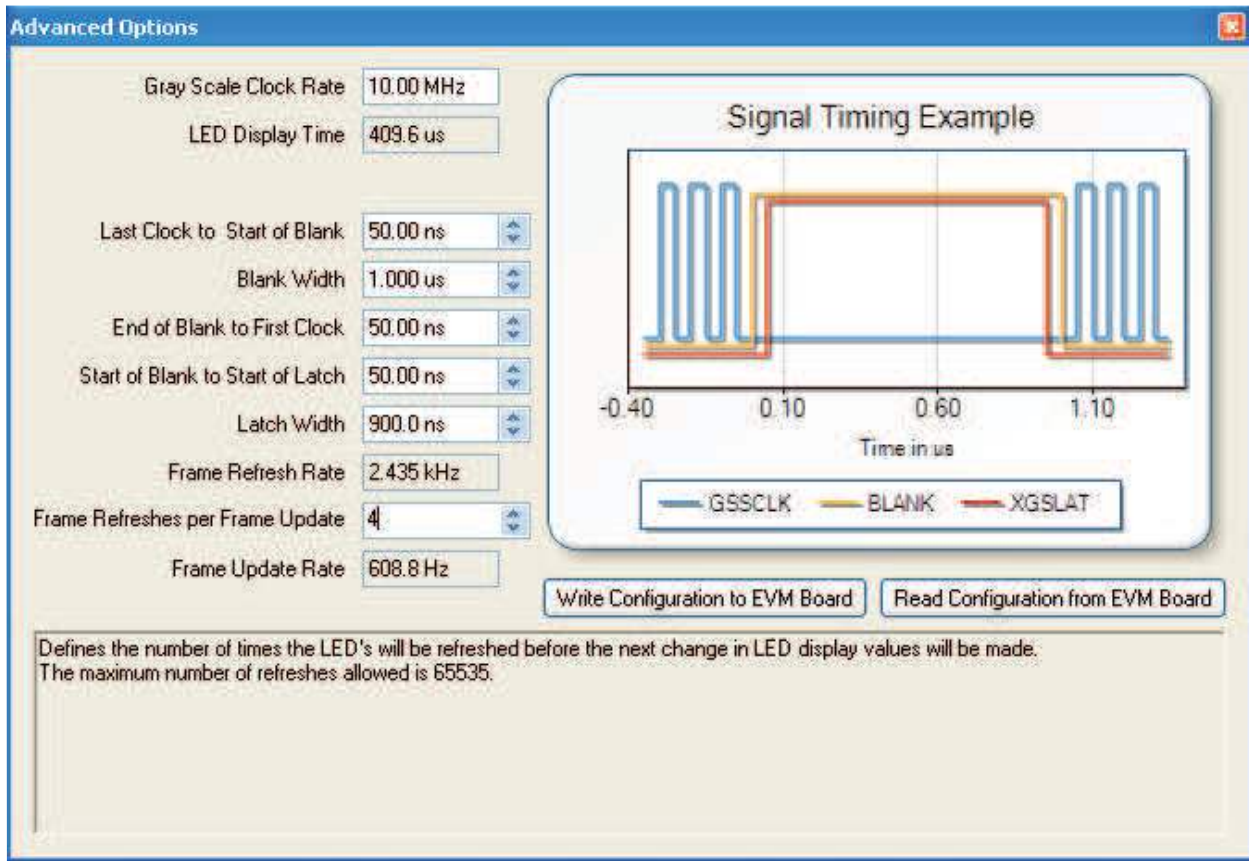 Advanced Options
Gray Scale Clock Rate 10.00 MHz
LED Display Time 409.6 us
Last Clock to Start of Blank 50.00 ns
Blank Width 1.000 us
End of Blank to First Clock 50.00 ns
Start of Blank to Start of Latch 50.00 ns
Latch Width 900.0 ns
Frame Refresh Rate 2.435 kHz
Frame Refreshes per Frame Update 4
Frame Update Rate 608.8 Hz
Signal Timing Example
-0.40 0.10 0.60 1.10
Time in us
GSSCLK BLANK XGSLAT
Write Configuration to EVM Board Read Configuration from EVM Board
Defines the number of times the LED's will be refreshed before the next change in LED display values will be made.
The maximum number of refreshes allowed is 65535.